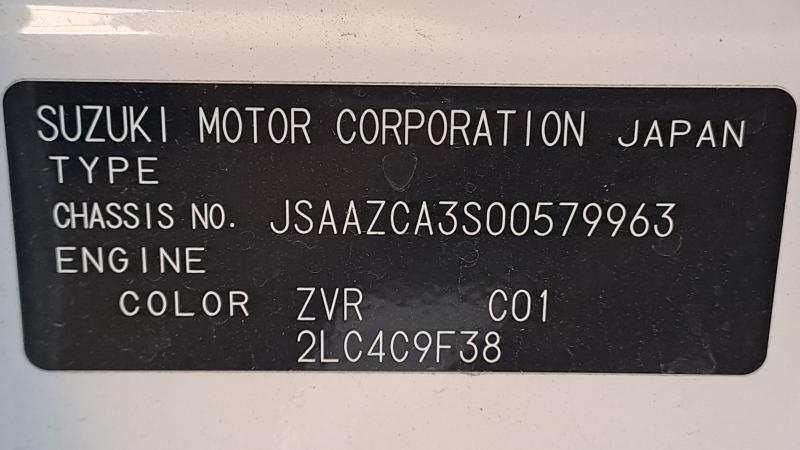 SUZUKI MOTOR CORPORATION JAPAN
TYPE
CHASSIS NO. JSAAZCA3S00579963
ENGINE
COLOR ZVR C01
2LC4C9F38